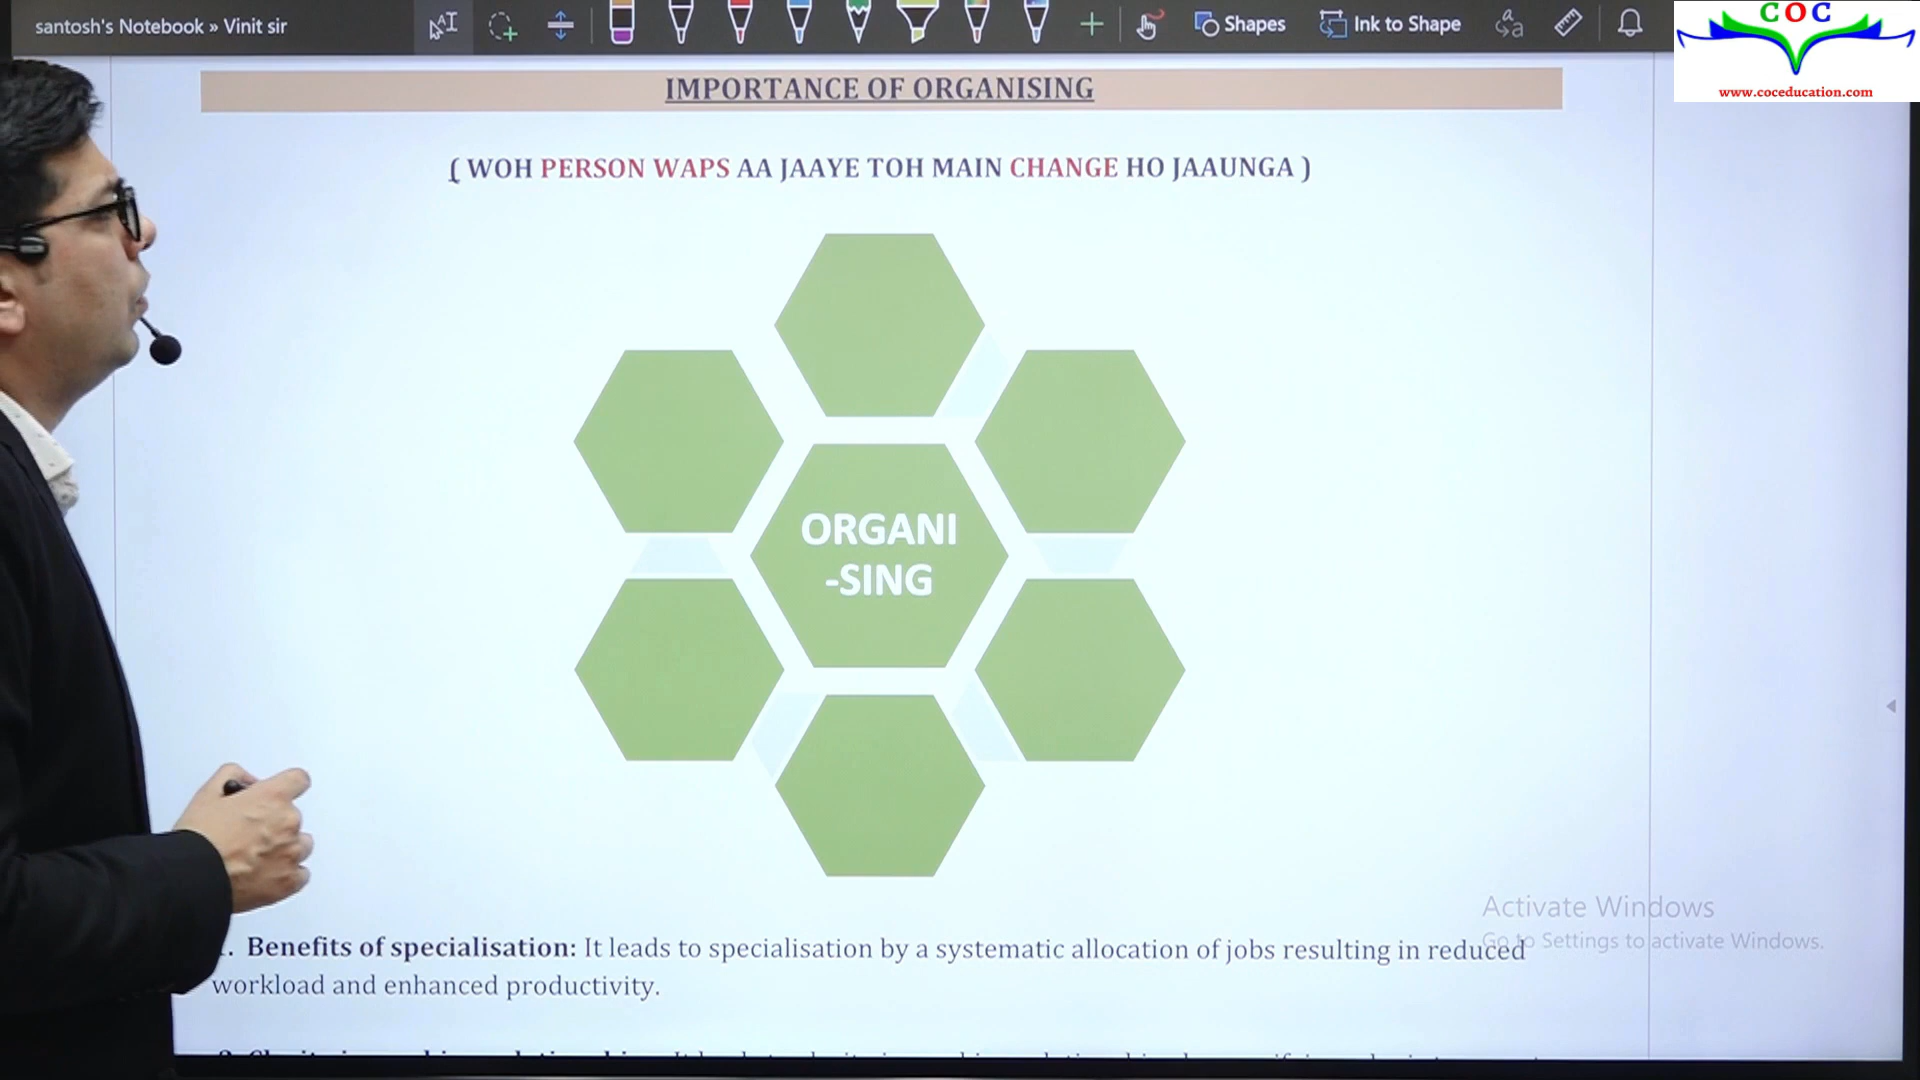 santosh's Notebook » Vinit sir
Shapes
Ink to Shape
COC
www.coceducation.com
IMPORTANCE OF ORGANISING
( WOH PERSON WAPS AA JAAYE TOH MAIN CHANGE HO JAAUNGA )
ORGANI
-SING
Activate Windows
Go to Settings to activate Windows.
. Benefits of specialisation: It leads to specialisation by a systematic allocation of jobs resulting in reduced
workload and enhanced productivity.